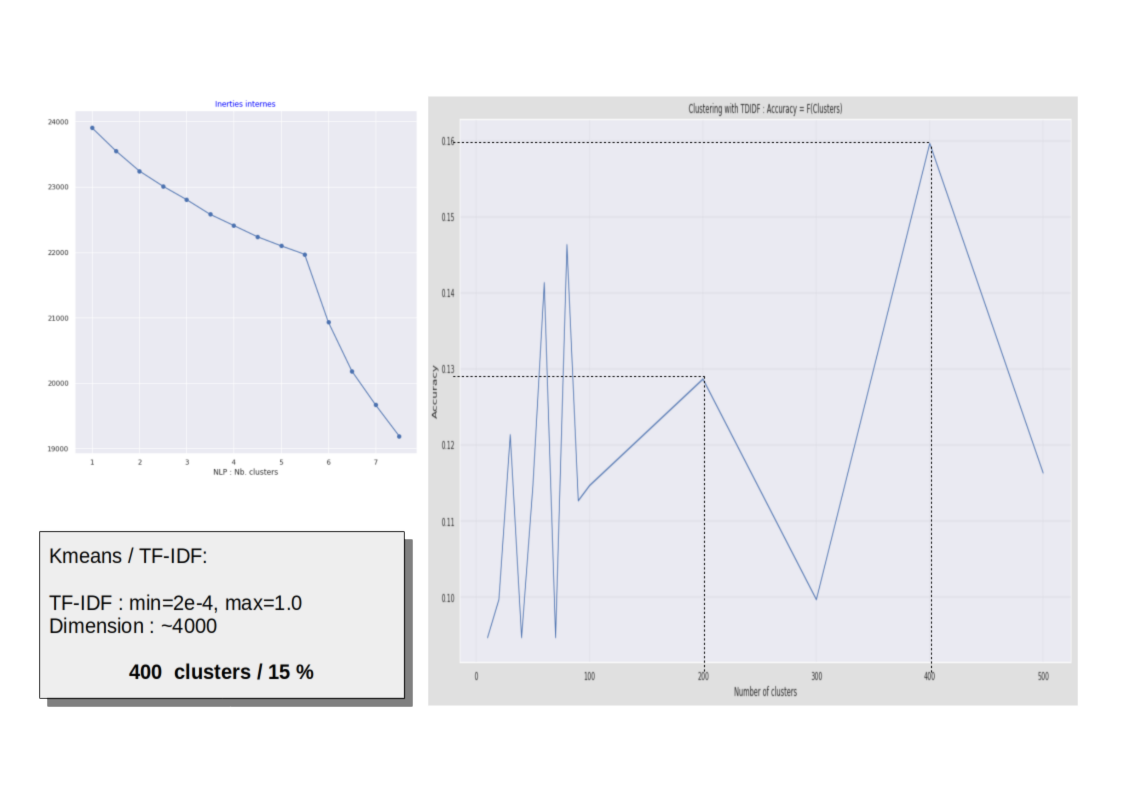 Inerties internes
24000
23000
22000
21000
20000
19000
1 2 3 4 5 6 7
NLP : Nb. clusters
Kmeans / TF-IDF:
TF-IDF : min=2e-4, max=1.0
Dimension : ~4000
400 clusters / 15 %
Clustering with TDIDF : Accuracy = F(Clusters)
0.16
0.15
0.14
0.13
0.12
0.11
0.10
Accuracy
0 100 200 300 400 500
Number of clusters